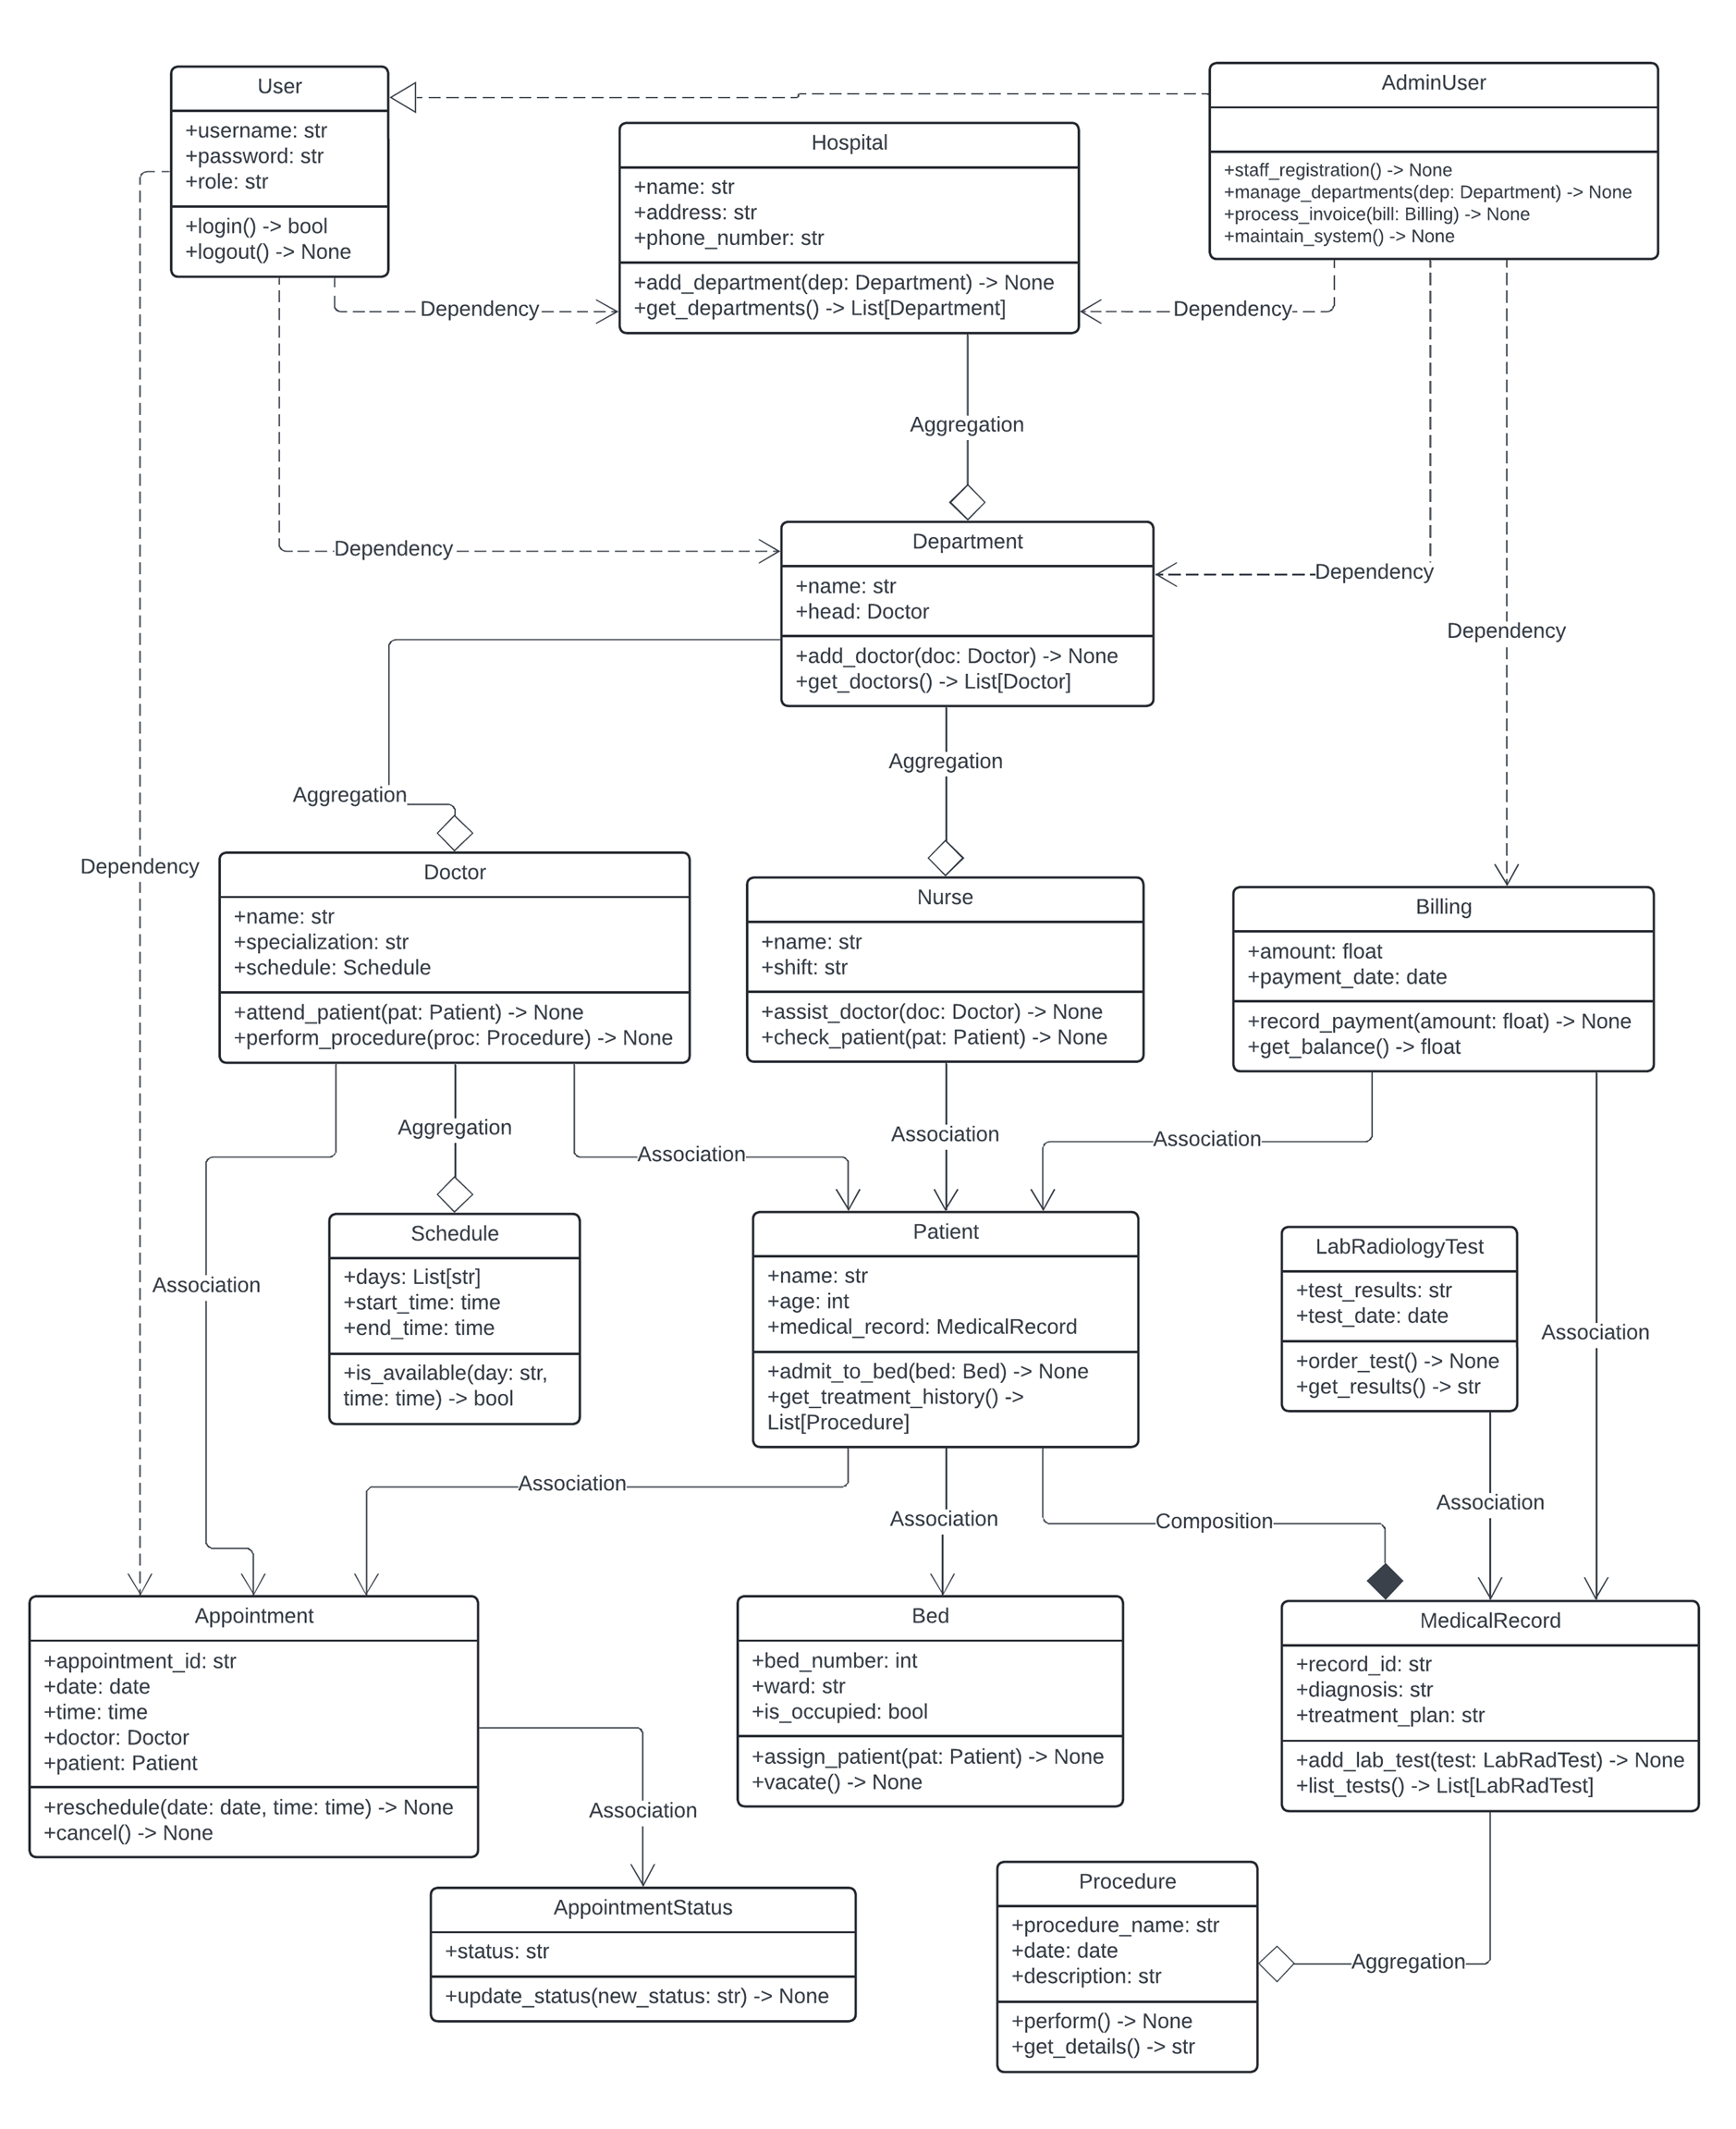 User
+username: str
+password: str
+role: str
+login() -> bool
+logout() -> None
AdminUser
+staff_registration() -> None
+manage_departments(dep: Department) -> None
+process_invoice(bill: Billing) -> None
+maintain_system() -> None
Hospital
+name: str
+address: str
+phone_number: str
+add_department(dep: Department) -> None
+get_departments() -> List[Department]
Dependency
Dependency
Aggregation
Department
+name: str
+head: Doctor
+add_doctor(doc: Doctor) -> None
+get_doctors() -> List[Doctor]
Dependency
Dependency
Dependency
Aggregation
Aggregation
Dependency
Doctor
+name: str
+specialization: str
+schedule: Schedule
+attend_patient(pat: Patient) -> None
+perform_procedure(proc: Procedure) -> None
Nurse
+name: str
+shift: str
+assist_doctor(doc: Doctor) -> None
+check_patient(pat: Patient) -> None
Billing
+amount: float
+payment_date: date
+record_payment(amount: float) -> None
+get_balance() -> float
Aggregation
Association
Association
Association
Association
Schedule
+days: List[str]
+start_time: time
+end_time: time
+is_available(day: str,
time: time) -> bool
Patient
+name: str
+age: int
+medical_record: MedicalRecord
+admit_to_bed(bed: Bed) -> None
+get_treatment_history() ->
List[Procedure]
LabRadiologyTest
+test_results: str
+test_date: date
+order_test() -> None
+get_results() -> str
Association
Association
Association
Composition
Association
Appointment
+appointment_id: str
+date: date
+time: time
+doctor: Doctor
+patient: Patient
+reschedule(date: date, time: time) -> None
+cancel() -> None
Bed
+bed_number: int
+ward: str
+is_occupied: bool
+assign_patient(pat: Patient) -> None
+vacate() -> None
MedicalRecord
+record_id: str
+diagnosis: str
+treatment_plan: str
+add_lab_test(test: LabRadTest) -> None
+list_tests() -> List[LabRadTest]
Association
AppointmentStatus
+status: str
+update_status(new_status: str) -> None
Procedure
+procedure_name: str
+date: date
+description: str
+perform() -> None
+get_details() -> str
Aggregation